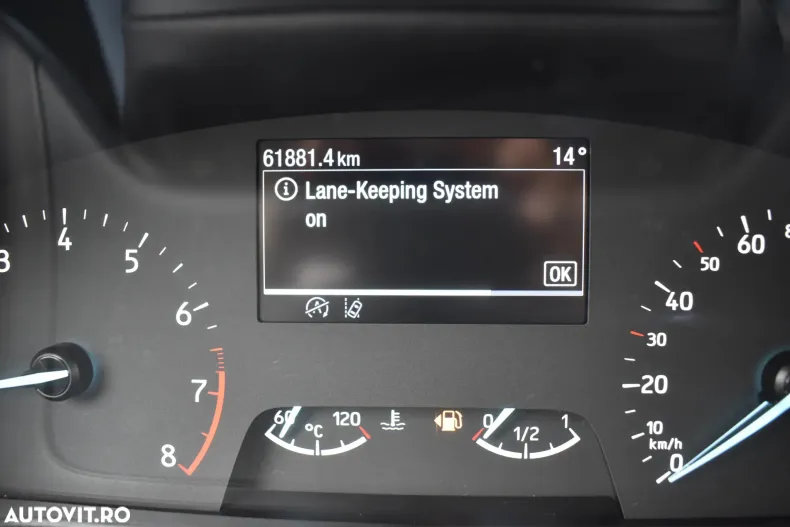 61881.4 km 14°
Lane-Keeping System
on
OK
3 4 5 6 7 8
60 °C 120
0 1/2 1
0 10 20 30 40 50 60 8
km/h
AUTOVIT.RO